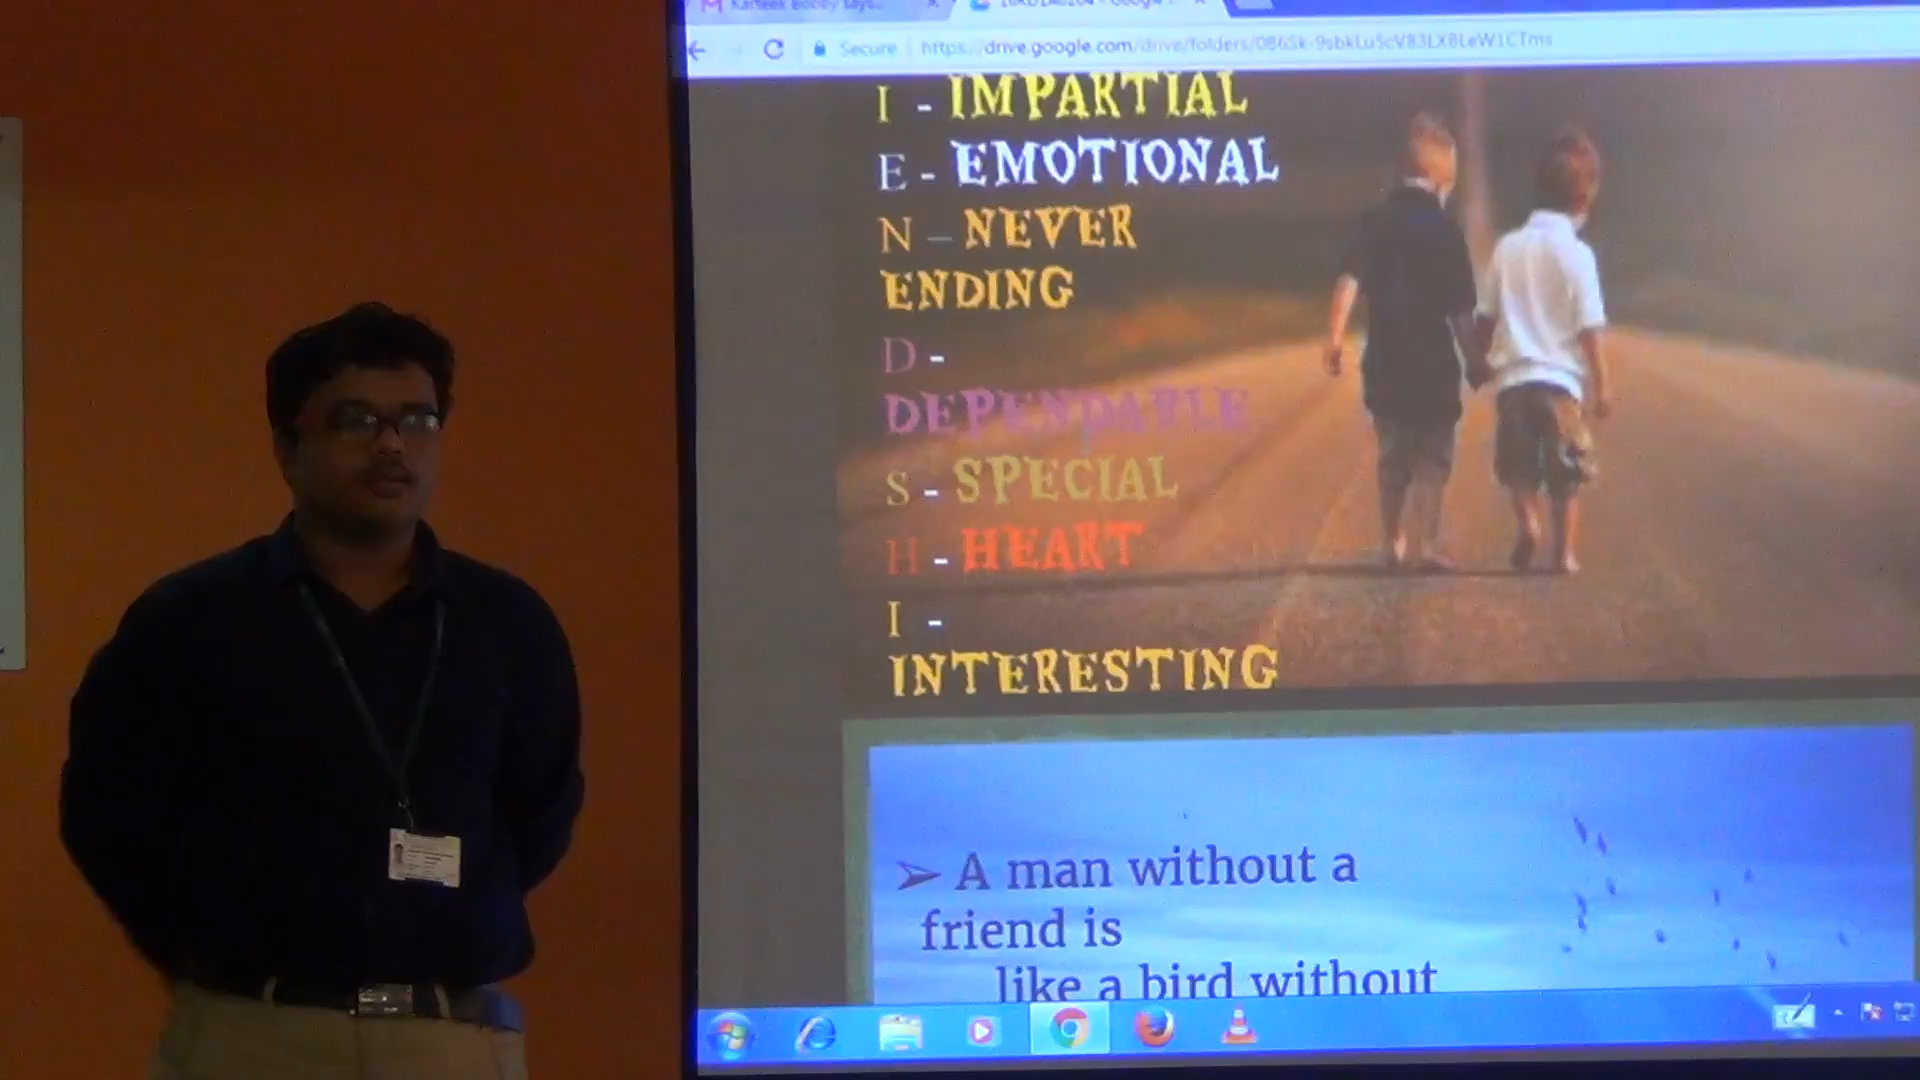 Secure https://drive.google.com/drive/folders/
I - IMPARTIAL
E - EMOTIONAL
N – NEVER
ENDING
D -
DEPENDABLE
S - SPECIAL
H - HEART
I -
INTERESTING
➢ A man without a
friend is
like a bird without